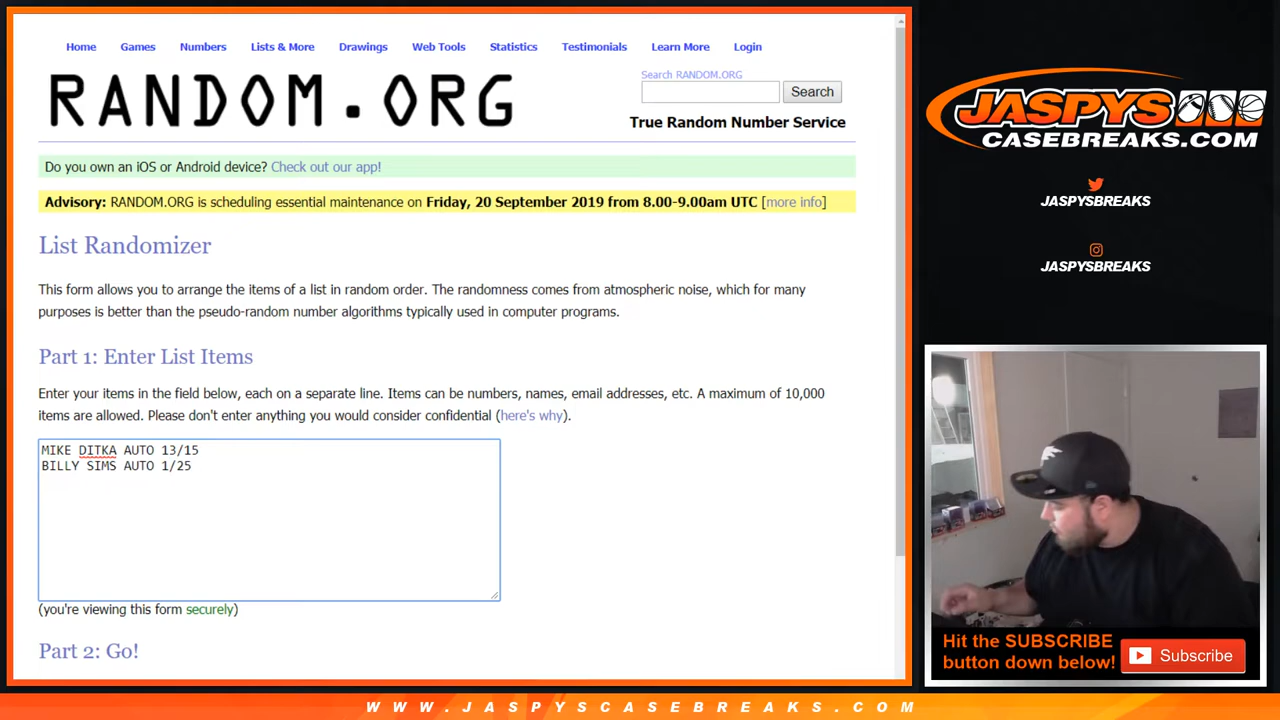 Home Games Numbers Lists & More Drawings Web Tools Statistics Testimonials Learn More Login
RANDOM.ORG
Search RANDOM.ORG
Search
True Random Number Service
Do you own an iOS or Android device? Check out our app!
Advisory: RANDOM.ORG is scheduling essential maintenance on Friday, 20 September 2019 from 8.00-9.00am UTC [more info]
List Randomizer
This form allows you to arrange the items of a list in random order. The randomness comes from atmospheric noise, which for many
purposes is better than the pseudo-random number algorithms typically used in computer programs.
Part 1: Enter List Items
Enter your items in the field below, each on a separate line. Items can be numbers, names, email addresses, etc. A maximum of 10,000
items are allowed. Please don't enter anything you would consider confidential (here's why).
MIKE DITKA AUTO 13/15
BILLY SIMS AUTO 1/25
(you're viewing this form securely)
Part 2: Go!
JASPYS
CASEBREAKS.COM
JASPYSBREAKS
JASPYSBREAKS
Hit the SUBSCRIBE
button down below!
Subscribe
WWW.JASPYSCASEBREAKS.COM